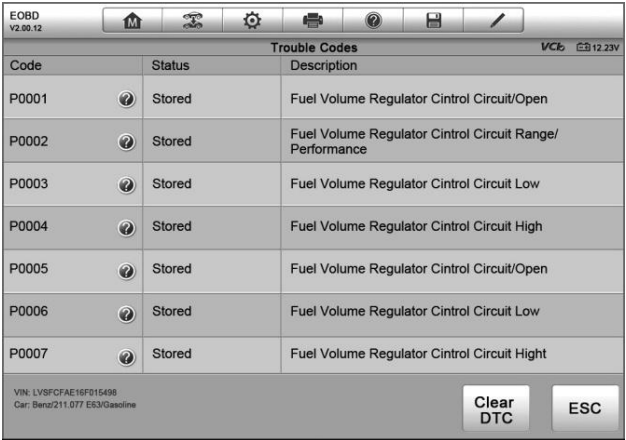 EOBD
V2.00.12
M
Trouble Codes
VCI 12.23V
Code Status Description
P0001 ? Stored Fuel Volume Regulator Cintrol Circuit/Open
P0002 ? Stored Fuel Volume Regulator Cintrol Circuit Range/
Performance
P0003 ? Stored Fuel Volume Regulator Cintrol Circuit Low
P0004 ? Stored Fuel Volume Regulator Cintrol Circuit High
P0005 ? Stored Fuel Volume Regulator Cintrol Circuit/Open
P0006 ? Stored Fuel Volume Regulator Cintrol Circuit Low
P0007 ? Stored Fuel Volume Regulator Cintrol Circuit Hight
VIN: LVSFCFAE16F015498
Car: Benz/211.077 E63/Gasoline
Clear
DTC
ESC